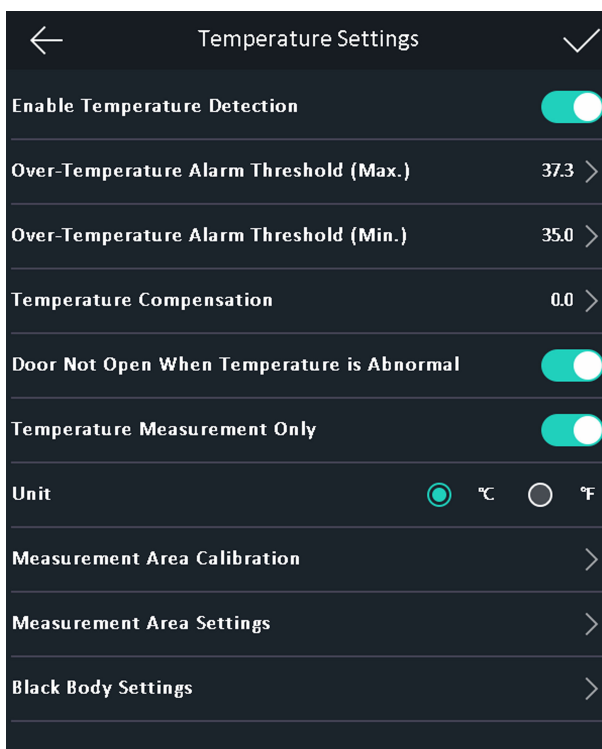 Temperature Settings
Enable Temperature Detection
Over-Temperature Alarm Threshold (Max.) 37.3
Over-Temperature Alarm Threshold (Min.) 35.0
Temperature Compensation 0.0
Door Not Open When Temperature is Abnormal
Temperature Measurement Only
Unit ℃ ℉
Measurement Area Calibration
Measurement Area Settings
Black Body Settings